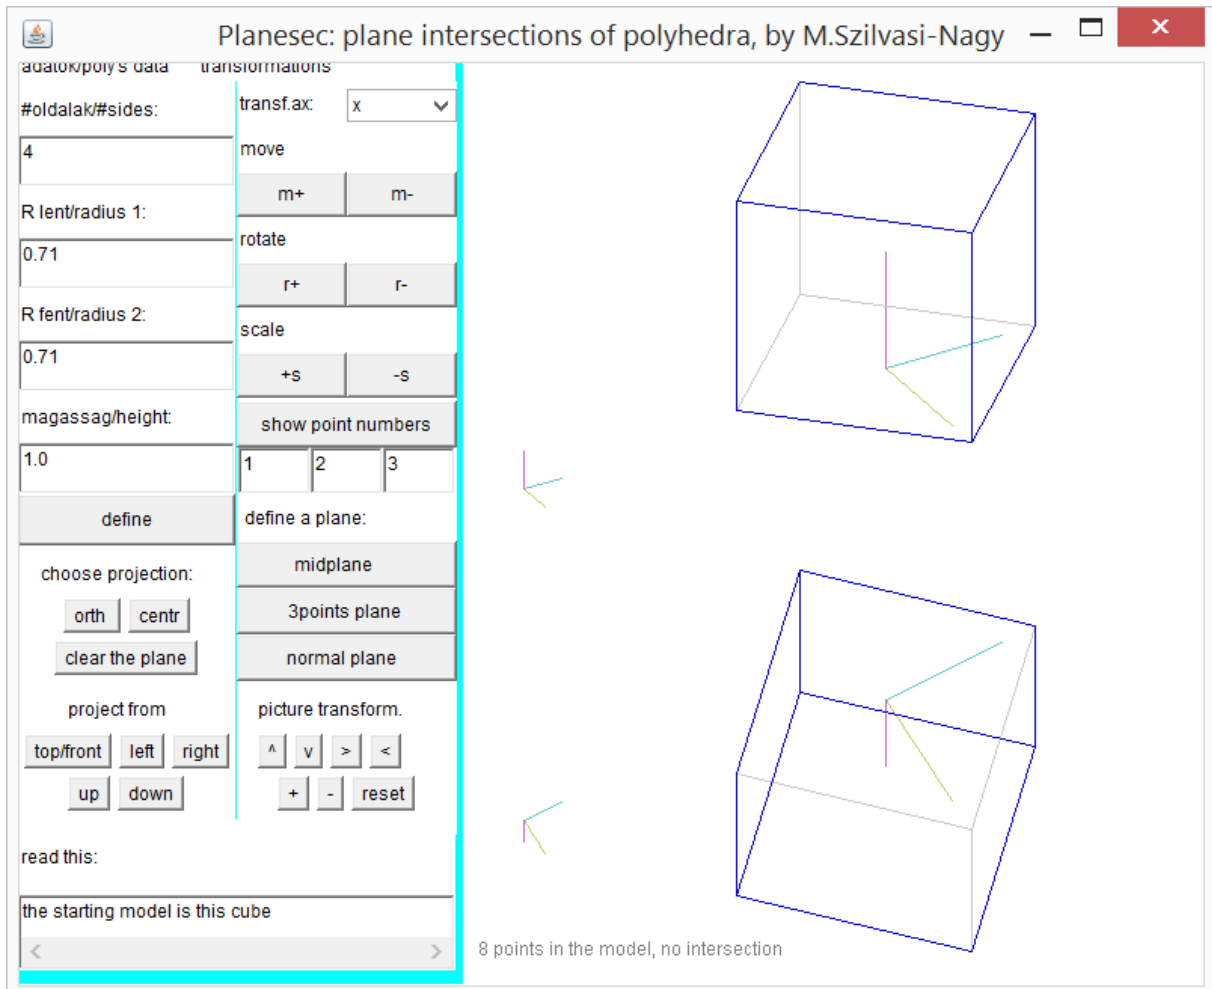 Planesec: plane intersections of polyhedra, by M.Szilvasi-Nagy
adatok/poly's data transformations
#oldalak/#sides:
4
R lent/radius 1:
0.71
R fent/radius 2:
0.71
magassag/height:
1.0
define
choose projection:
orth centr
clear the plane
project from
top/front left right
up down
transf.ax: x
move
m+ m-
rotate
r+ r-
scale
+s -s
show point numbers
1 2 3
define a plane:
midplane
3points plane
normal plane
picture transform.
^ v > <
+ - reset
read this:
the starting model is this cube
8 points in the model, no intersection